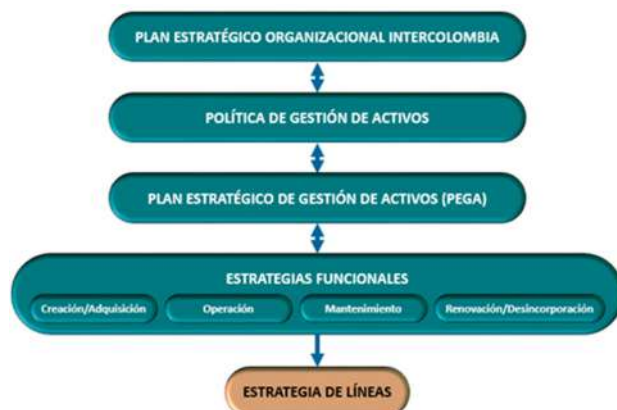 PLAN ESTRATÉGICO ORGANIZACIONAL INTERCOLOMBIA
POLÍTICA DE GESTIÓN DE ACTIVOS
PLAN ESTRATÉGICO DE GESTIÓN DE ACTIVOS (PEGA)
ESTRATEGIAS FUNCIONALES
Creación/Adquisición Operación Mantenimiento Renovación/Desincorporación
ESTRATEGIA DE LÍNEAS